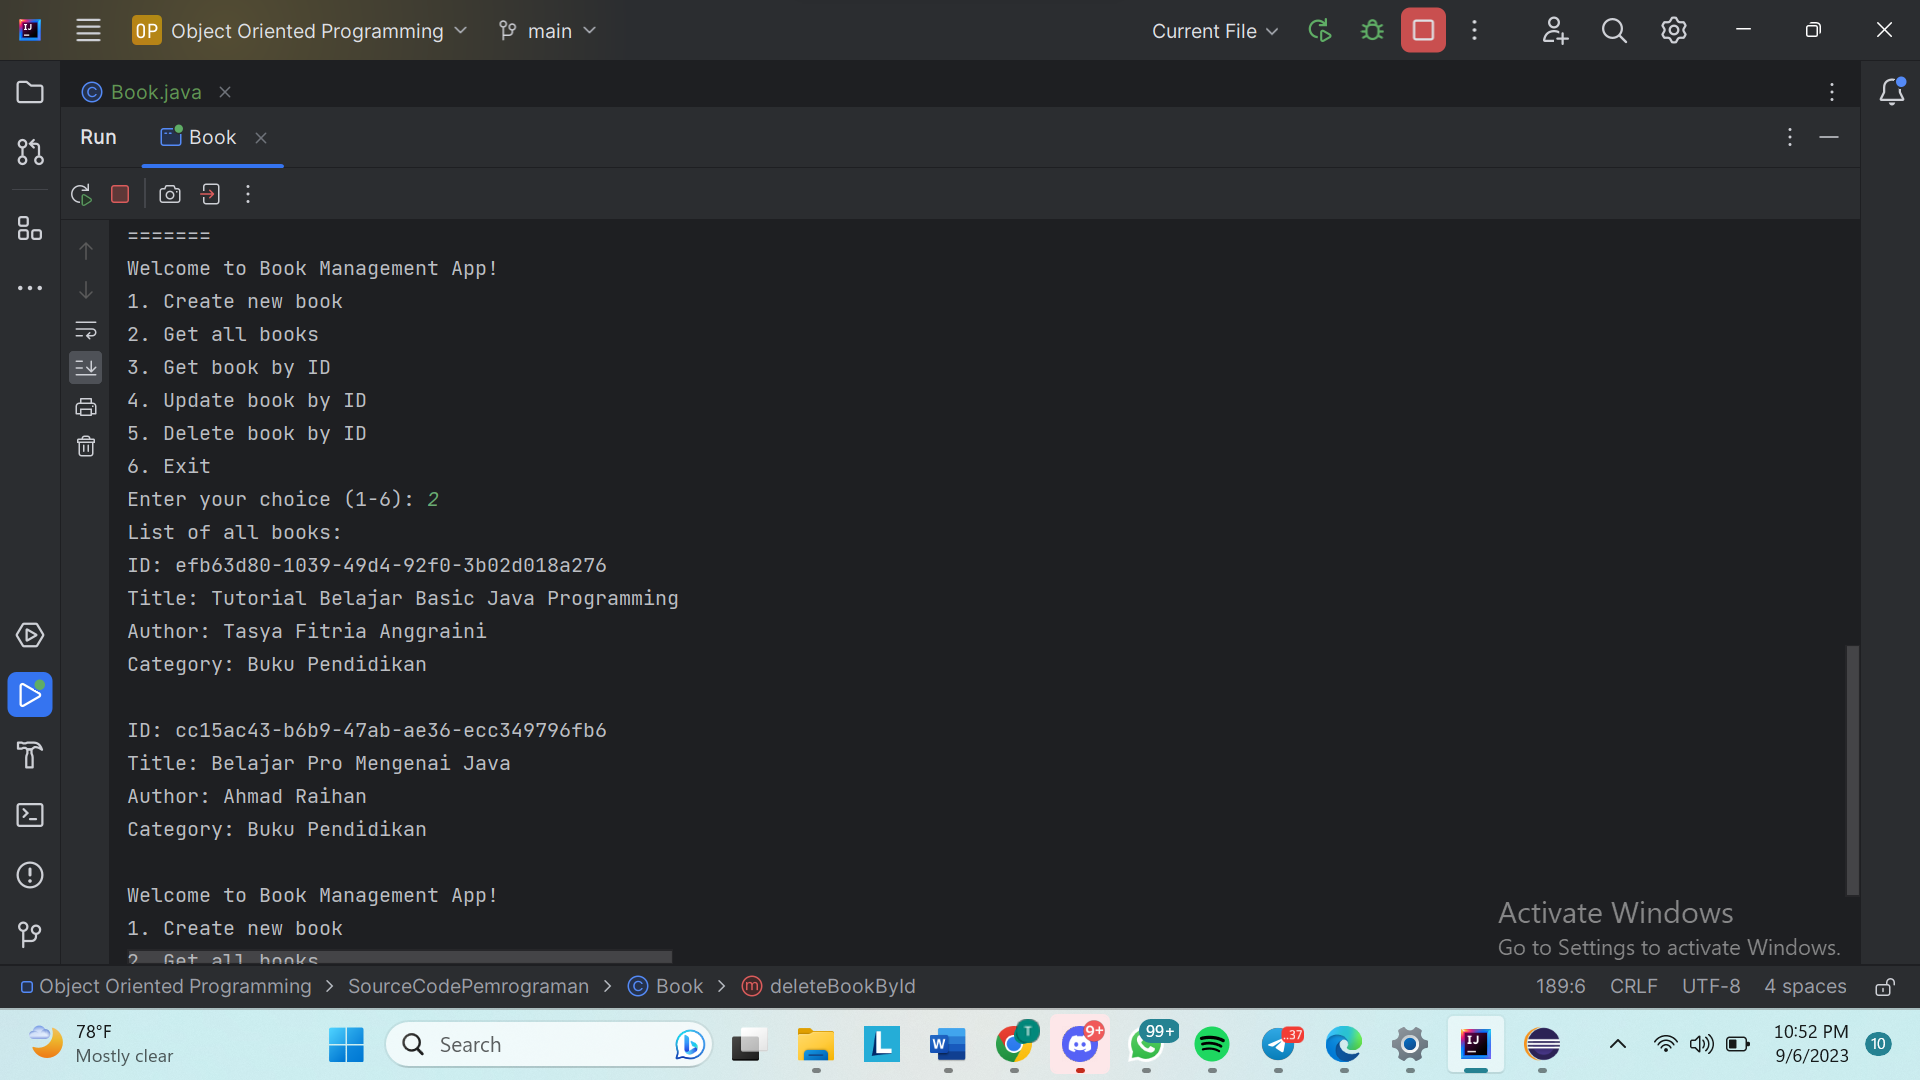 OP Object Oriented Programming main Current File
Book.java
Run Book
=======
Welcome to Book Management App!
1. Create new book
2. Get all books
3. Get book by ID
4. Update book by ID
5. Delete book by ID
6. Exit
Enter your choice (1-6): 2
List of all books:
ID: efb63d80-1039-49d4-92f0-3b02d018a276
Title: Tutorial Belajar Basic Java Programming
Author: Tasya Fitria Anggraini
Category: Buku Pendidikan
ID: cc15ac43-b6b9-47ab-ae36-ecc349796fb6
Title: Belajar Pro Mengenai Java
Author: Ahmad Raihan
Category: Buku Pendidikan
Welcome to Book Management App!
1. Create new book
2. Get all books
Activate Windows
Go to Settings to activate Windows.
Object Oriented Programming > SourceCodePemrograman > Book > deleteBookById 189:6 CRLF UTF-8 4 spaces
78°F
Mostly clear
Search
T
9+
99+
..37
10:52 PM
9/6/2023
10